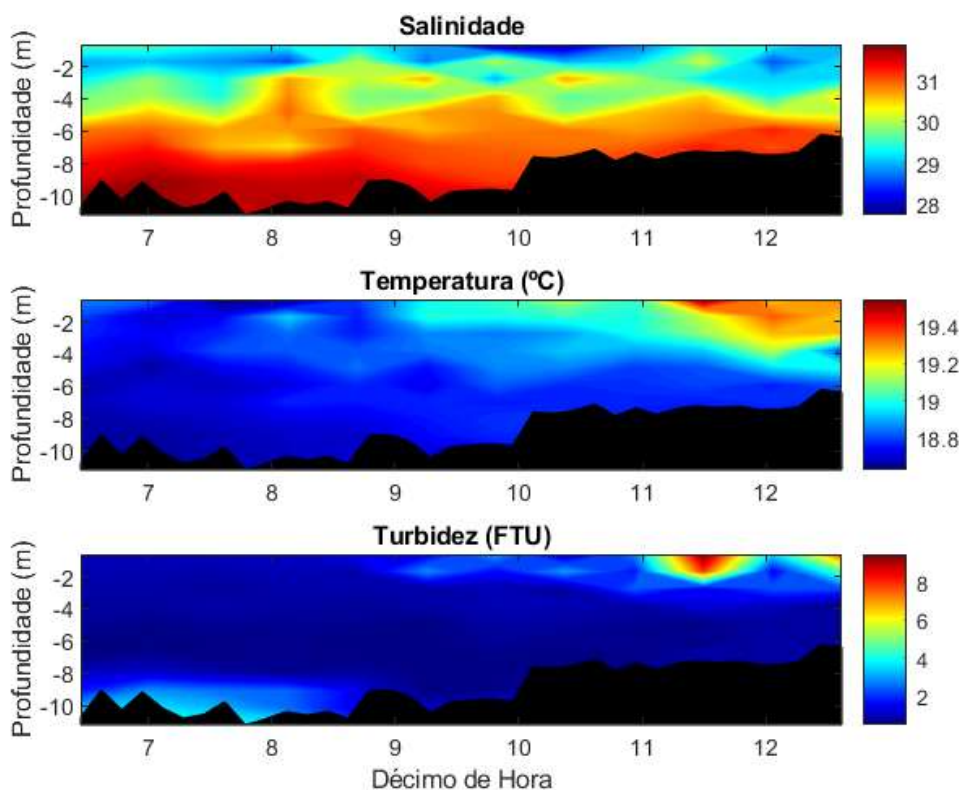 Salinidade
Profundidade (m)
-2
-4
-6
-8
-10
7 8 9 10 11 12
31
30
29
28
Temperatura (ºC)
Profundidade (m)
-2
-4
-6
-8
-10
7 8 9 10 11 12
19.4
19.2
19
18.8
Turbidez (FTU)
Profundidade (m)
-2
-4
-6
-8
-10
7 8 9 10 11 12
8
6
4
2
Décimo de Hora